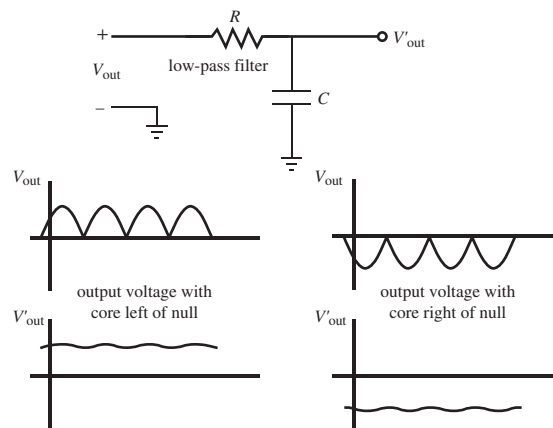 R
+
V′out
Vout
low-pass filter
C
–
Vout
Vout
output voltage with
core left of null
output voltage with
core right of null
V′out
V′out